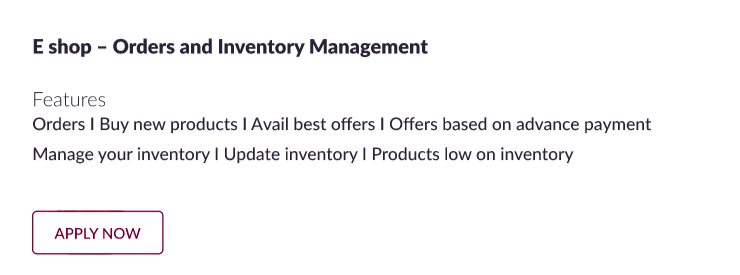 E shop – Orders and Inventory Management
Features
Orders I Buy new products I Avail best offers I Offers based on advance payment
Manage your inventory I Update inventory I Products low on inventory
APPLY NOW